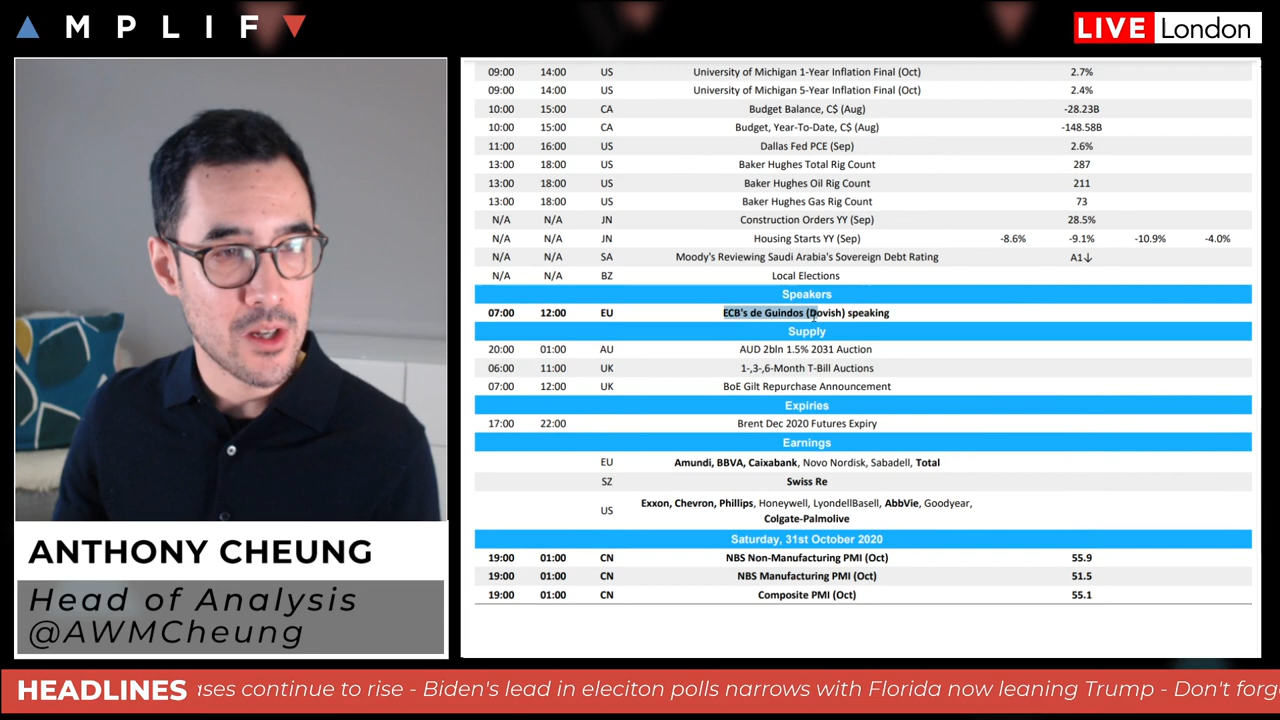 ▲ M P L I F ▼
LIVE London
09:00 14:00 US University of Michigan 1-Year Inflation Final (Oct) 2.7%
09:00 14:00 US University of Michigan 5-Year Inflation Final (Oct) 2.4%
10:00 15:00 CA Budget Balance, C$ (Aug) -28.23B
10:00 15:00 CA Budget, Year-To-Date, C$ (Aug) -148.58B
11:00 16:00 US Dallas Fed PCE (Sep) 2.6%
13:00 18:00 US Baker Hughes Total Rig Count 287
13:00 18:00 US Baker Hughes Oil Rig Count 211
13:00 18:00 US Baker Hughes Gas Rig Count 73
N/A N/A JN Construction Orders YY (Sep) 28.5%
N/A N/A JN Housing Starts YY (Sep) -8.6% -9.1% -10.9% -4.0%
N/A N/A SA Moody's Reviewing Saudi Arabia's Sovereign Debt Rating A1↓
N/A N/A BZ Local Elections
Speakers
07:00 12:00 EU ECB's de Guindos (Dovish) speaking
Supply
20:00 01:00 AU AUD 2bln 1.5% 2031 Auction
06:00 11:00 UK 1-,3-,6-Month T-Bill Auctions
07:00 12:00 UK BoE Gilt Repurchase Announcement
Expiries
17:00 22:00 Brent Dec 2020 Futures Expiry
Earnings
EU Amundi, BBVA, Caixabank, Novo Nordisk, Sabadell, Total
SZ Swiss Re
US Exxon, Chevron, Phillips, Honeywell, LyondellBasell, AbbVie, Goodyear,
Colgate-Palmolive
Saturday, 31st October 2020
19:00 01:00 CN NBS Non-Manufacturing PMI (Oct) 55.9
19:00 01:00 CN NBS Manufacturing PMI (Oct) 51.5
19:00 01:00 CN Composite PMI (Oct) 55.1
ANTHONY CHEUNG
Head of Analysis
@AWMCheung
HEADLINES ases continue to rise - Biden's lead in eleciton polls narrows with Florida now leaning Trump - Don't forg